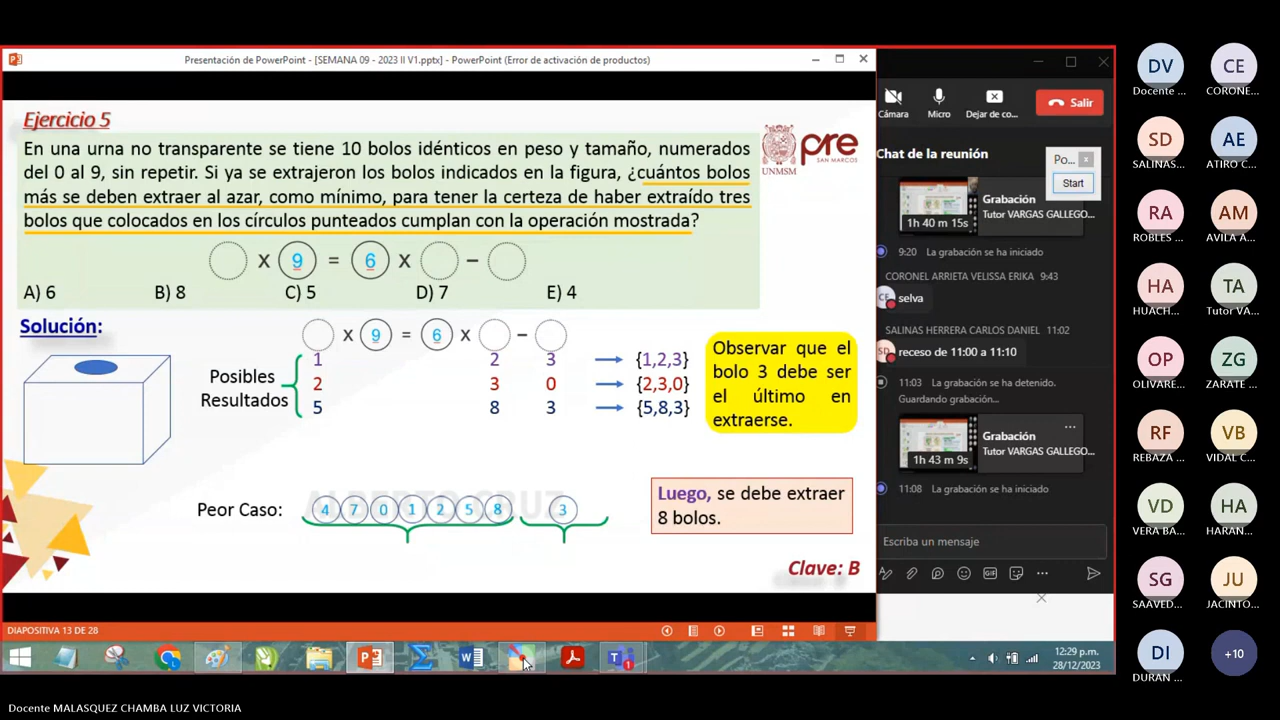 Presentación de PowerPoint - [SEMANA 09 - 2023 II V1.pptx] - PowerPoint (Error de activación de productos)
Ejercicio 5
En una urna no transparente se tiene 10 bolos idénticos en peso y tamaño, numerados
del 0 al 9, sin repetir. Si ya se extrajeron los bolos indicados en la figura, ¿cuántos bolos
más se deben extraer al azar, como mínimo, para tener la certeza de haber extraído tres
bolos que colocados en los círculos punteados cumplan con la operación mostrada?
x 9 = 6 x −
A) 6 B) 8 C) 5 D) 7 E) 4
pre
SAN MARCOS
UNMSM
Solución:
x 9 = 6 x −
Posibles
Resultados
1 2 3 {1,2,3}
2 3 0 {2,3,0}
5 8 3 {5,8,3}
Observar que el
bolo 3 debe ser
el último en
extraerse.
Peor Caso: 4 7 0 1 2 5 8 3
Luego, se debe extraer
8 bolos.
Clave: B
DIAPOSITIVA 13 DE 28
Cámara
Micro
Dejar de co...
Salir
Chat de la reunión
Po...
Start
Grabación
Tutor VARGAS GALLEGO...
1h 40 m 15s
9:20 La grabación se ha iniciado
CORONEL ARRIETA VELISSA ERIKA 9:43
CE
selva
SALINAS HERRERA CARLOS DANIEL 11:02
SD
receso de 11:00 a 11:10
11:03 La grabación se ha detenido.
Guardando grabación...
Grabación
Tutor VARGAS GALLEGO...
1h 43 m 9s
11:08 La grabación se ha iniciado
Escriba un mensaje
GIF
12:29 p.m.
28/12/2023
DV CE
Docente ... CORONE...
SD AE
SALINAS... ATIRO C...
RA AM
ROBLES ... AVILA A...
HA TA
HUACH... Tutor VA...
OP ZG
OLIVARE... ZARATE ...
RF VB
REBAZA ... VIDAL C...
VD HA
VERA BA... HARAN...
SG JU
SAAVED... JACINTO...
DI +10
DURAN ...
Docente MALASQUEZ CHAMBA LUZ VICTORIA